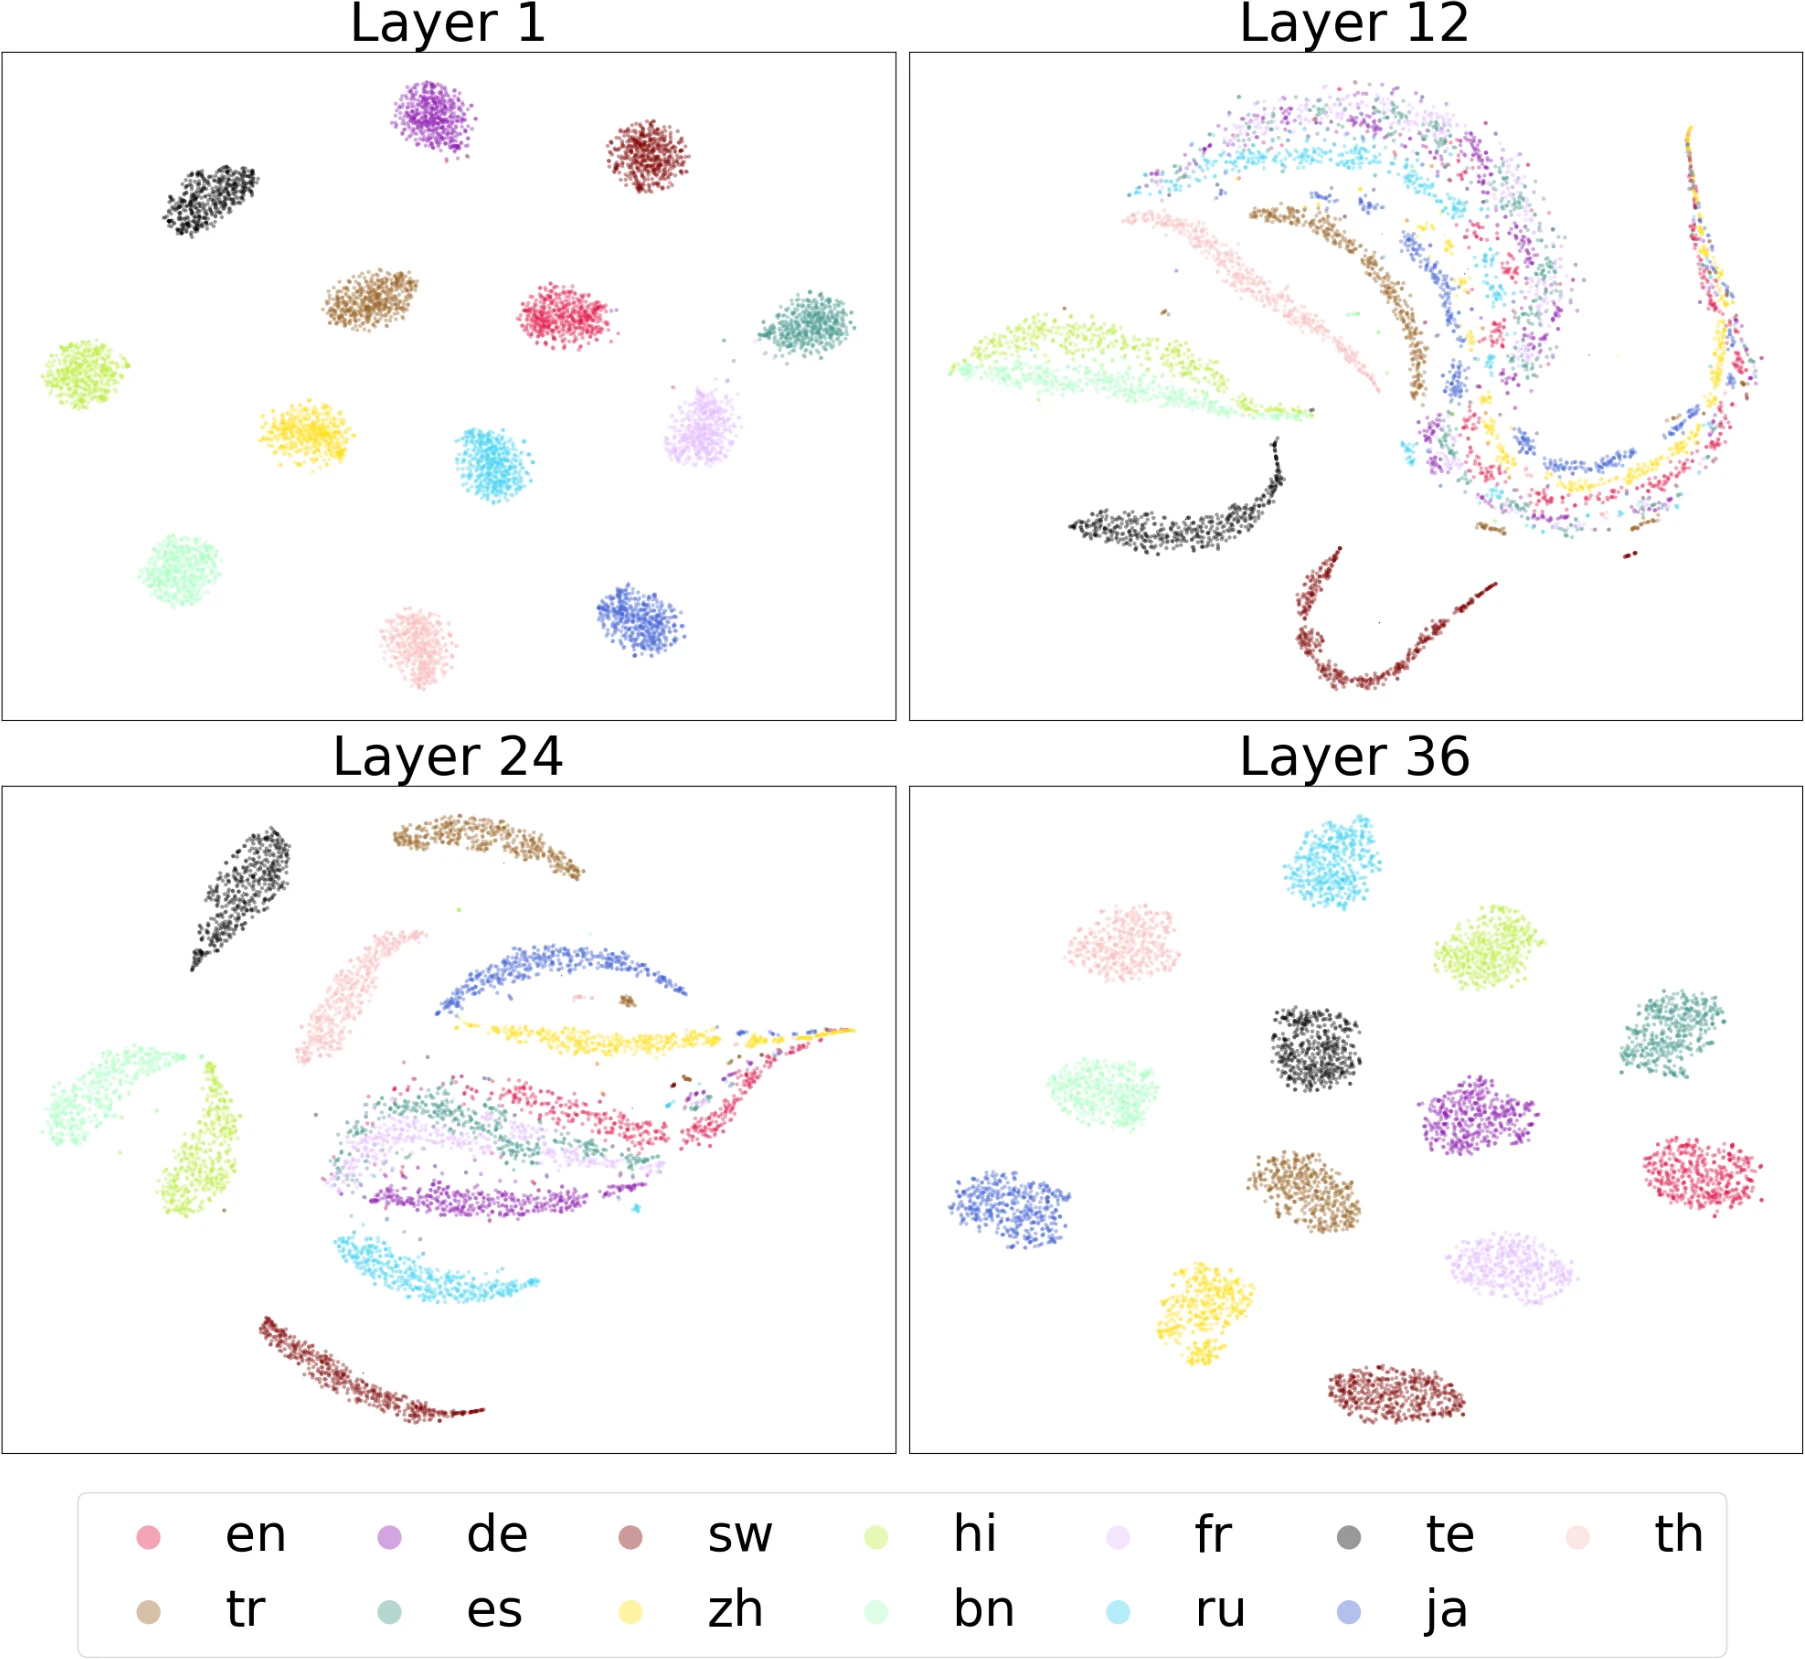 Layer 1
Layer 12
Layer 24
Layer 36
en de sw hi fr te th
tr es zh bn ru ja